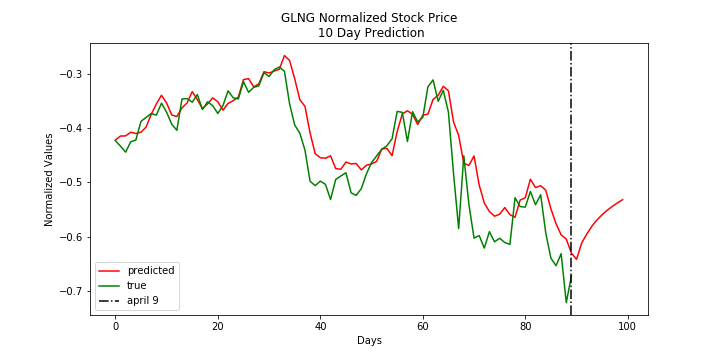 GLNG Normalized Stock Price
10 Day Prediction
Normalized Values
−0.3
−0.4
−0.5
−0.6
−0.7
predicted
true
april 9
0
20
40
60
80
100
Days